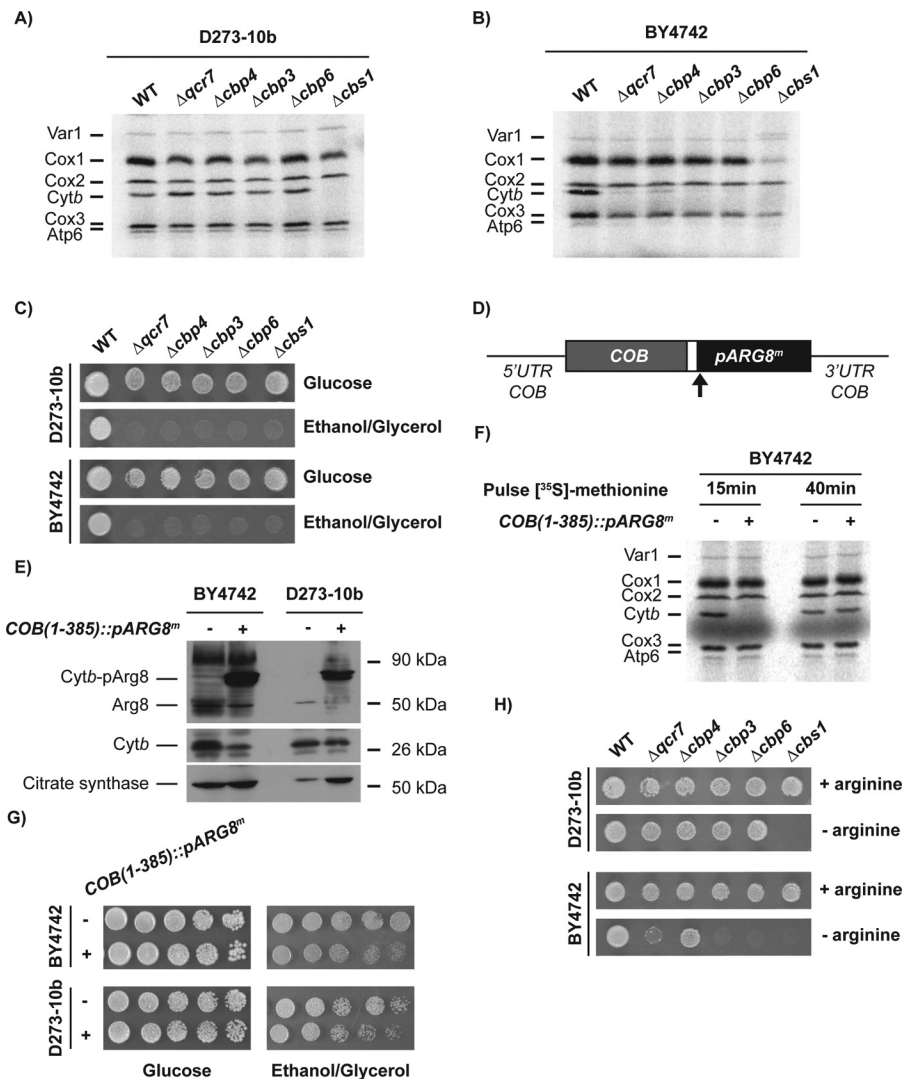 A)
D273-10b
WT Δqcr7 Δcbp4 Δcbp3 Δcbp6 Δcbs1
Var1
Cox1
Cox2
Cytb
Cox3
Atp6
B)
BY4742
WT Δqcr7 Δcbp4 Δcbp3 Δcbp6 Δcbs1
Var1
Cox1
Cox2
Cytb
Cox3
Atp6
C)
WT Δqcr7 Δcbp4 Δcbp3 Δcbp6 Δcbs1
D273-10b
Glucose
Ethanol/Glycerol
BY4742
Glucose
Ethanol/Glycerol
D)
COB pARG8ᵐ
5'UTR COB
3'UTR COB
E)
BY4742 D273-10b
COB(1-385)::pARG8ᵐ - + - +
Cytb-pArg8
Arg8
Cytb
Citrate synthase
90 kDa
50 kDa
26 kDa
50 kDa
F)
BY4742
Pulse [³⁵S]-methionine 15min 40min
COB(1-385)::pARG8ᵐ - + - +
Var1
Cox1
Cox2
Cytb
Cox3
Atp6
G)
COB(1-385)::pARG8ᵐ
BY4742
-
+
D273-10b
-
+
Glucose Ethanol/Glycerol
H)
WT Δqcr7 Δcbp4 Δcbp3 Δcbp6 Δcbs1
D273-10b
+ arginine
- arginine
BY4742
+ arginine
- arginine